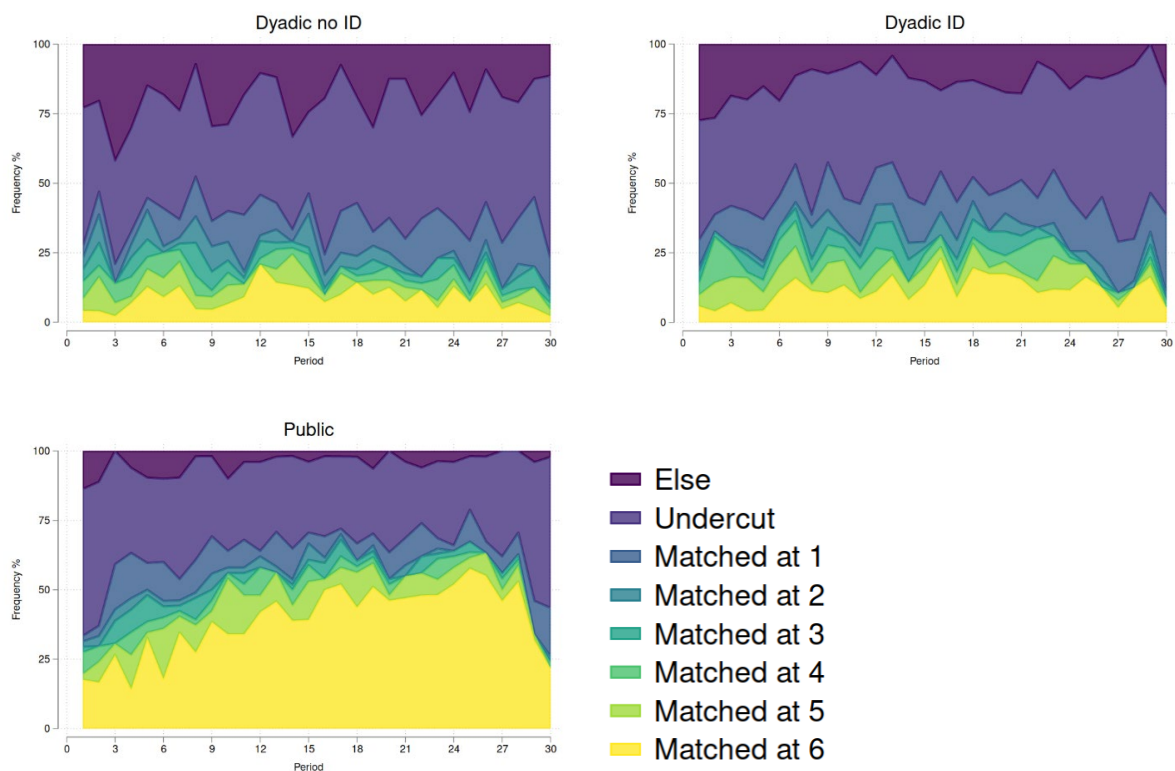 Dyadic no ID
100
75
50
25
0
Frequency %
0 3 6 9 12 15 18 21 24 27 30
Period
Dyadic ID
100
75
50
25
0
Frequency %
0 3 6 9 12 15 18 21 24 27 30
Period
Public
100
75
50
25
0
Frequency %
0 3 6 9 12 15 18 21 24 27 30
Period
Else
Undercut
Matched at 1
Matched at 2
Matched at 3
Matched at 4
Matched at 5
Matched at 6